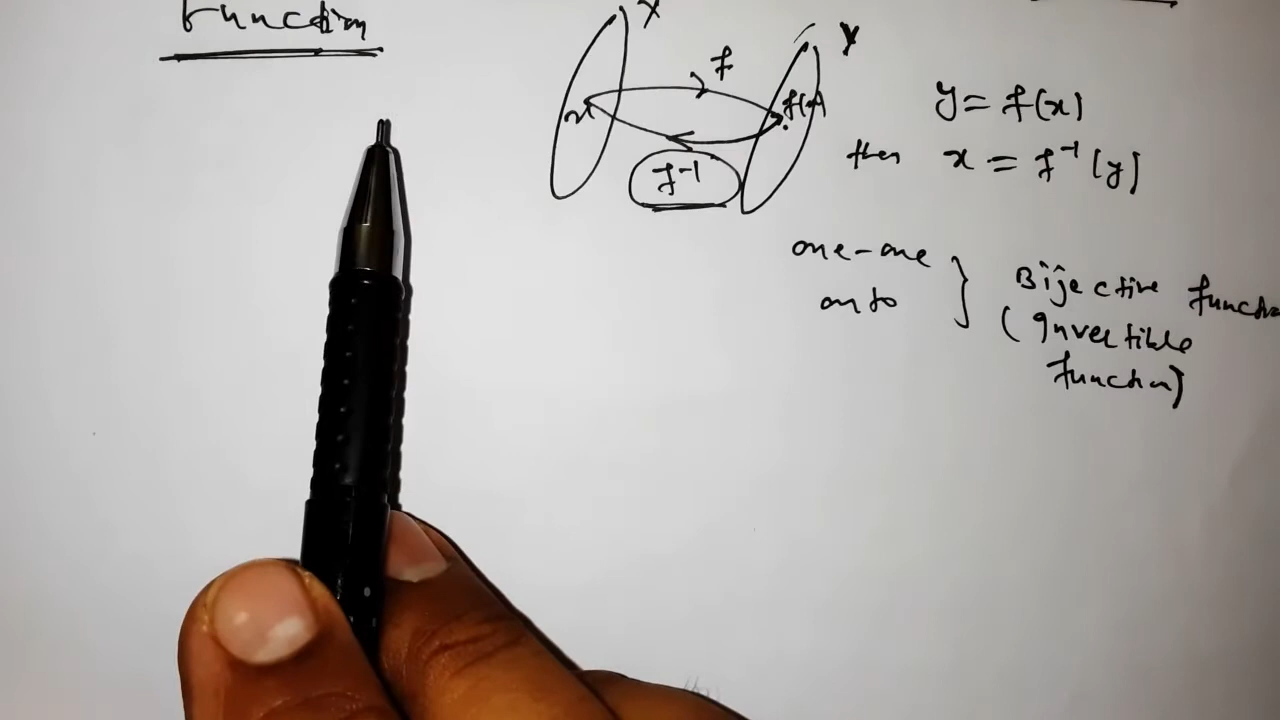 Function
X
Y
f
x
f(x)
f⁻¹
y = f(x)
then x = f⁻¹(y)
one-one
onto
} Bijective function
(Invertible
function)